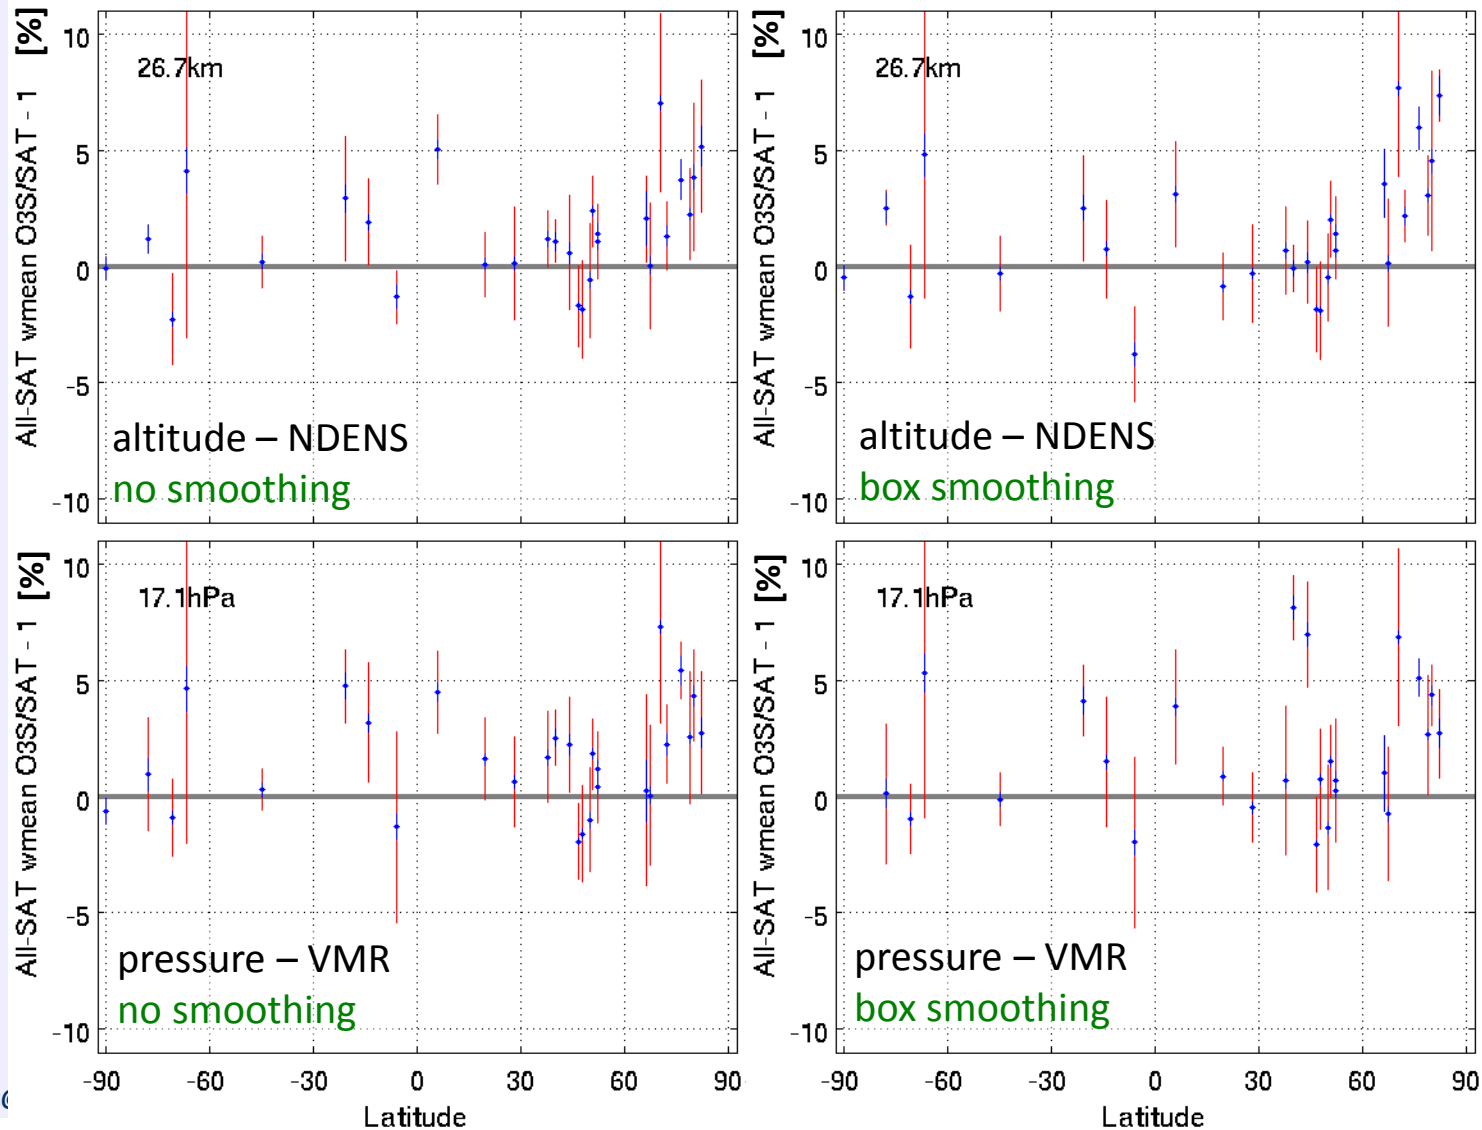 All-SAT wmean O3S/SAT - 1 [%]
10
5
0
-5
-10
26.7km
altitude – NDENS
no smoothing
All-SAT wmean O3S/SAT - 1 [%]
10
5
0
-5
-10
26.7km
altitude – NDENS
box smoothing
All-SAT wmean O3S/SAT - 1 [%]
10
5
0
-5
-10
17.1hPa
pressure – VMR
no smoothing
-90 -60 -30 0 30 60 90
Latitude
All-SAT wmean O3S/SAT - 1 [%]
10
5
0
-5
-10
17.1hPa
pressure – VMR
box smoothing
-90 -60 -30 0 30 60 90
Latitude